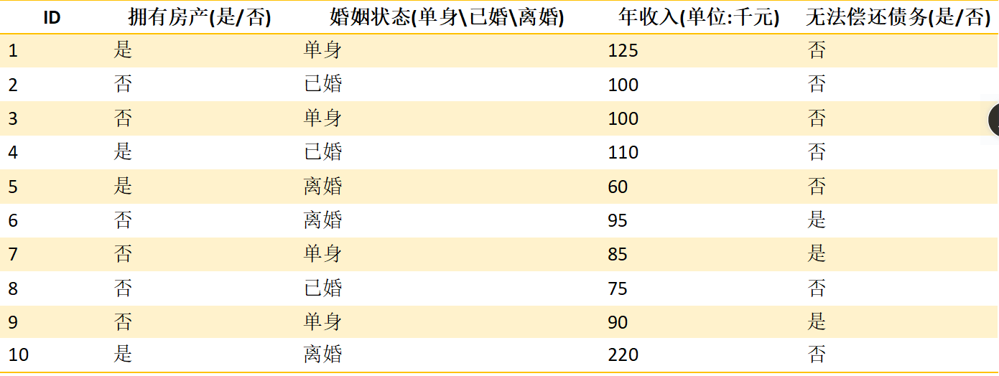 ID 拥有房产(是/否) 婚姻状态(单身\已婚\离婚) 年收入(单位:千元) 无法偿还债务(是/否)
1 是 单身 125 否
2 否 已婚 100 否
3 否 单身 100 否
4 是 已婚 110 否
5 是 离婚 60 否
6 否 离婚 95 是
7 否 单身 85 是
8 否 已婚 75 否
9 否 单身 90 是
10 是 离婚 220 否